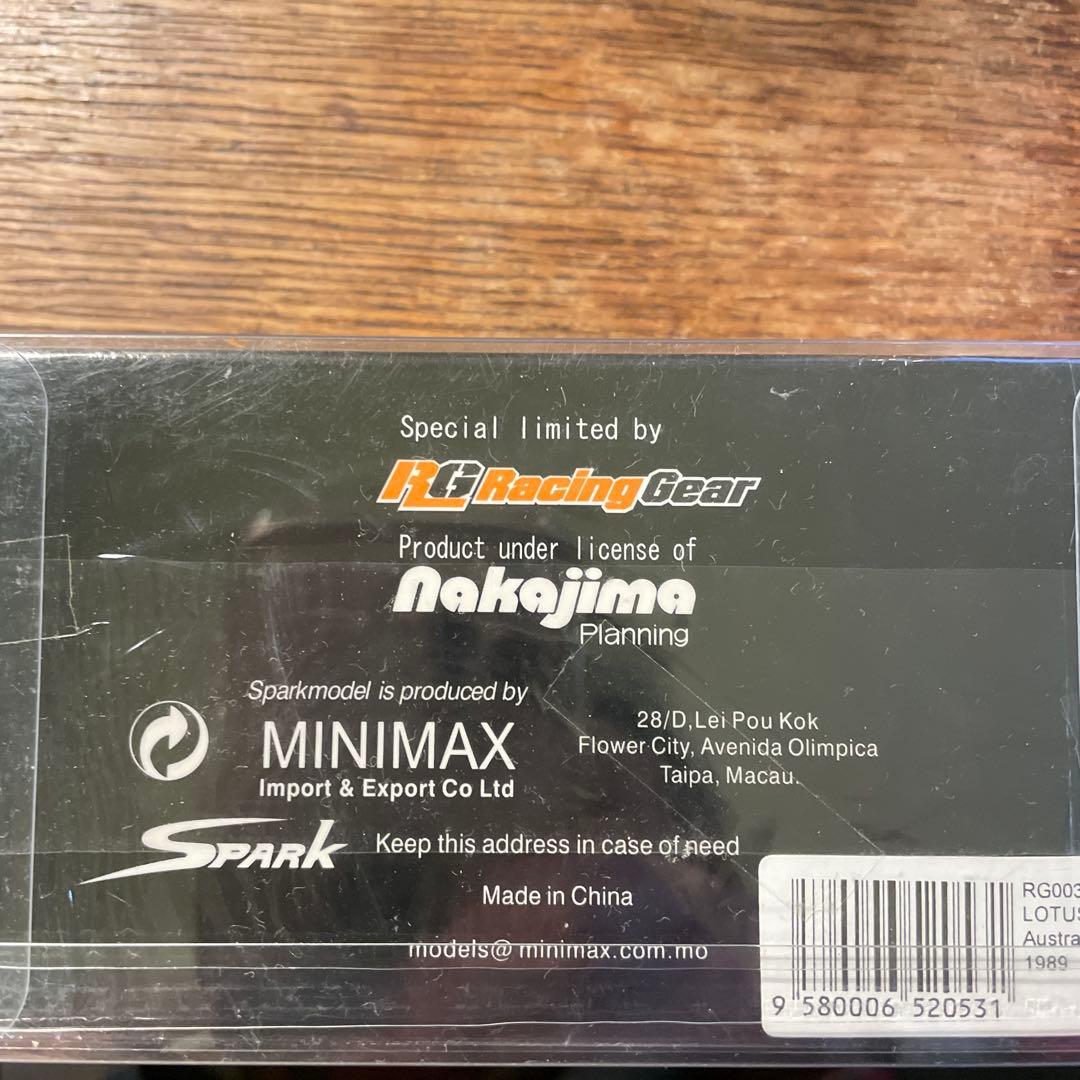 Special limited by
RG RacingGear
Product under license of
nakajima
Planning
Sparkmodel is produced by
MINIMAX
Import & Export Co Ltd
28/D,Lei Pou Kok
Flower City, Avenida Olimpica
Taipa, Macau.
SPARK
Keep this address in case of need
Made in China
models@minimax.com.mo
RG003
LOTUS
Austra
1989
9 580006 520531